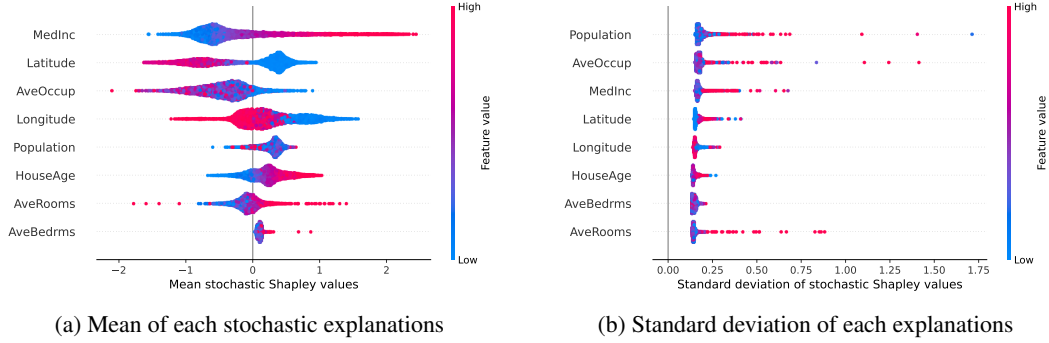 High
MedInc
Latitude
AveOccup
Longitude
Population
HouseAge
AveRooms
AveBedrms
Feature value
Low
−2 −1 0 1 2
Mean stochastic Shapley values
(a) Mean of each stochastic explanations
High
Population
AveOccup
MedInc
Latitude
Longitude
HouseAge
AveBedrms
AveRooms
Feature value
Low
0.00 0.25 0.50 0.75 1.00 1.25 1.50 1.75
Standard deviation of stochastic Shapley values
(b) Standard deviation of each explanations